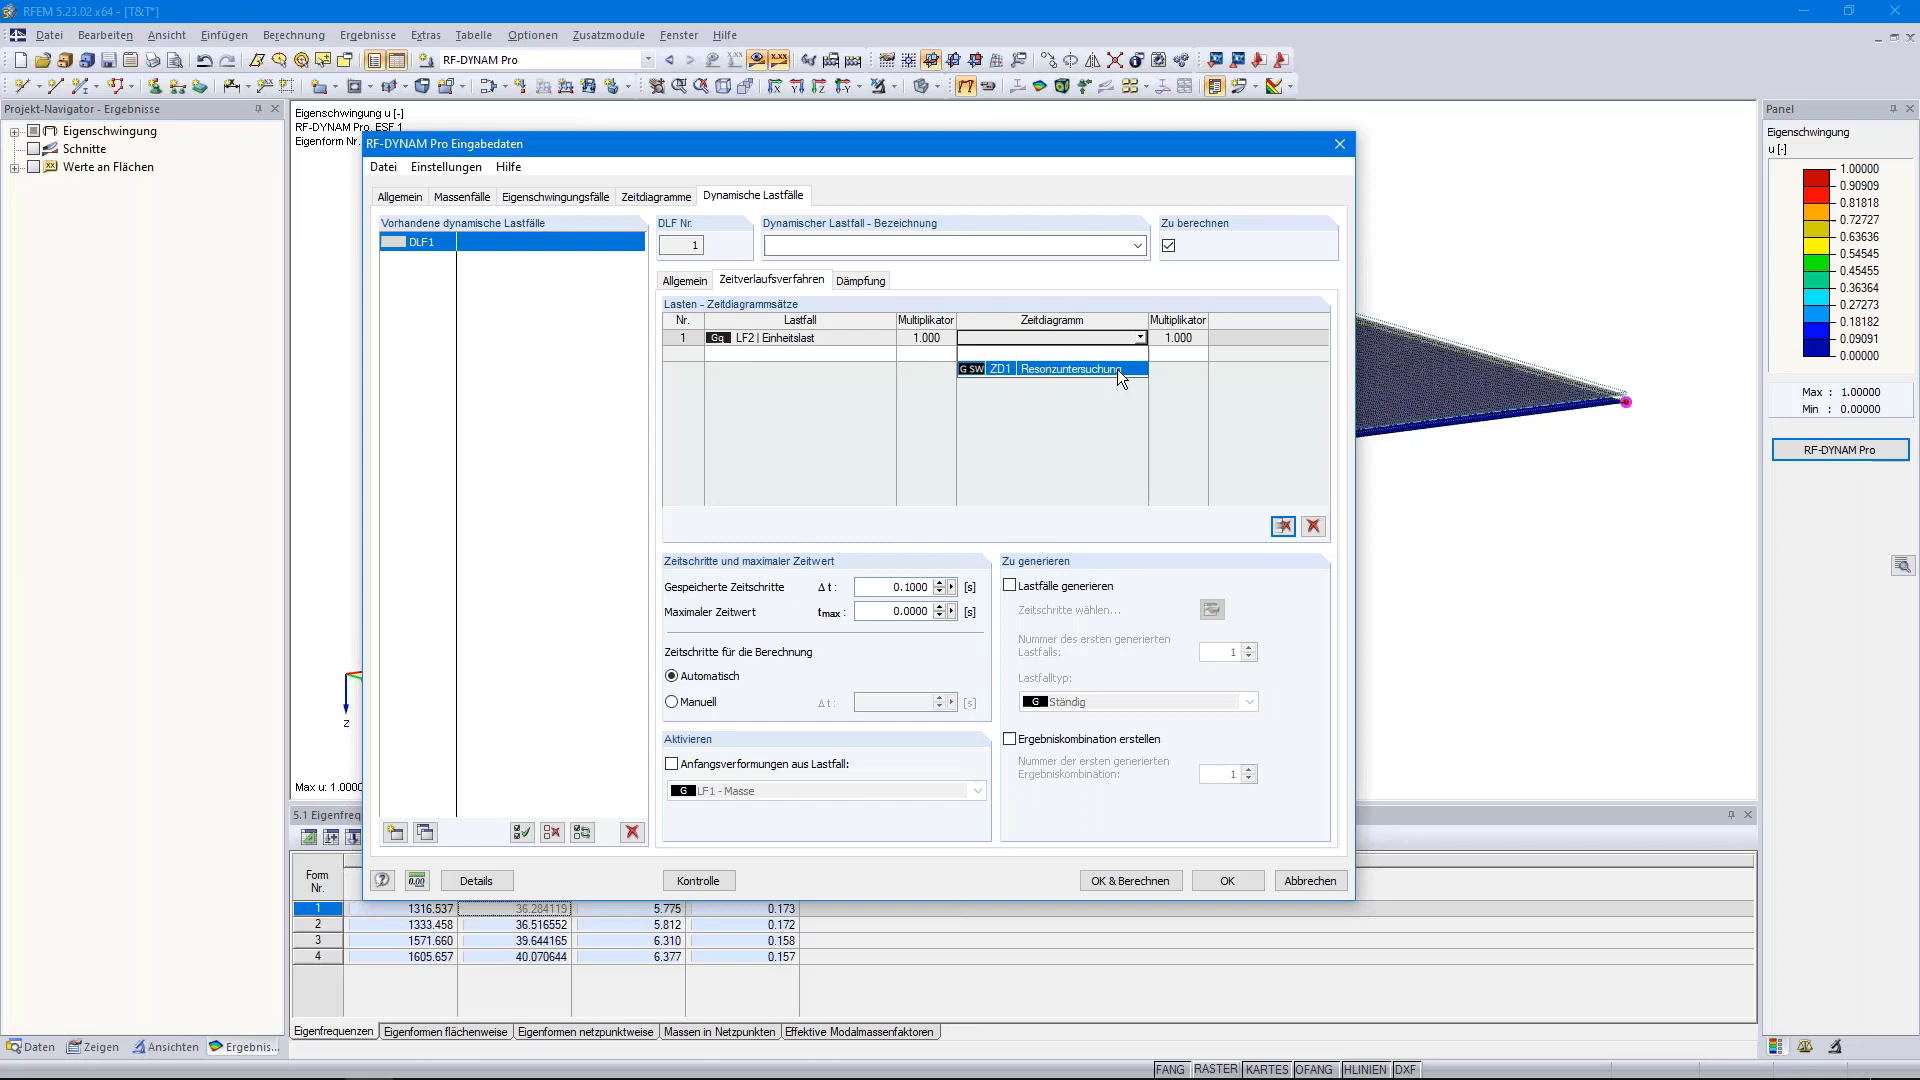 RFEM 5.23.02 x64 - [T&T*]
Datei Bearbeiten Ansicht Einfügen Berechnung Ergebnisse Extras Tabelle Optionen Zusatzmodule Fenster Hilfe
RF-DYNAM Pro
Projekt-Navigator - Ergebnisse
Eigenschwingung
Schnitte
Werte an Flächen
Eigenschwingung u [-]
RF-DYNAM Pro, ESF 1
Eigenform Nr.
RF-DYNAM Pro Eingabedaten
Datei Einstellungen Hilfe
Allgemein Massenfälle Eigenschwingungsfälle Zeitdiagramme Dynamische Lastfälle
Vorhandene dynamische Lastfälle
DLF1
DLF Nr.
1
Dynamischer Lastfall - Bezeichnung
Zu berechnen
Allgemein Zeitverlaufsverfahren Dämpfung
Lasten - Zeitdiagrammsätze
Nr. Lastfall Multiplikator Zeitdiagramm Multiplikator
1 Gq LF2 | Einheitslast 1.000 1.000
G SW ZD1 Resonzuntersuchung
Zeitschritte und maximaler Zeitwert
Gespeicherte Zeitschritte Δ t : 0.1000 [s]
Maximaler Zeitwert tmax : 0.0000 [s]
Zeitschritte für die Berechnung
Automatisch
Manuell Δ t : [s]
Aktivieren
Anfangsverformungen aus Lastfall:
G LF1 - Masse
Zu generieren
Lastfälle generieren
Zeitschritte wählen...
Nummer des ersten generierten
Lastfalls: 1
Lastfalltyp:
G Ständig
Ergebniskombination erstellen
Nummer der ersten generierten
Ergebniskombination: 1
Details Kontrolle OK & Berechnen OK Abbrechen
Z
Max u: 1.0000
Panel
Eigenschwingung
u [-]
1.00000
0.90909
0.81818
0.72727
0.63636
0.54545
0.45455
0.36364
0.27273
0.18182
0.09091
0.00000
Max : 1.00000
Min : 0.00000
RF-DYNAM Pro
5.1 Eigenfreq
Form
Nr.
1 1316.537 36.284119 5.775 0.173
2 1333.458 36.516552 5.812 0.172
3 1571.660 39.644165 6.310 0.158
4 1605.657 40.070644 6.377 0.157
Eigenfrequenzen Eigenformen flächenweise Eigenformen netzpunktweise Massen in Netzpunkten Effektive Modalmassenfaktoren
Daten Zeigen Ansichten Ergebnis...
FANG RASTER KARTES OFANG HLINIEN DXF